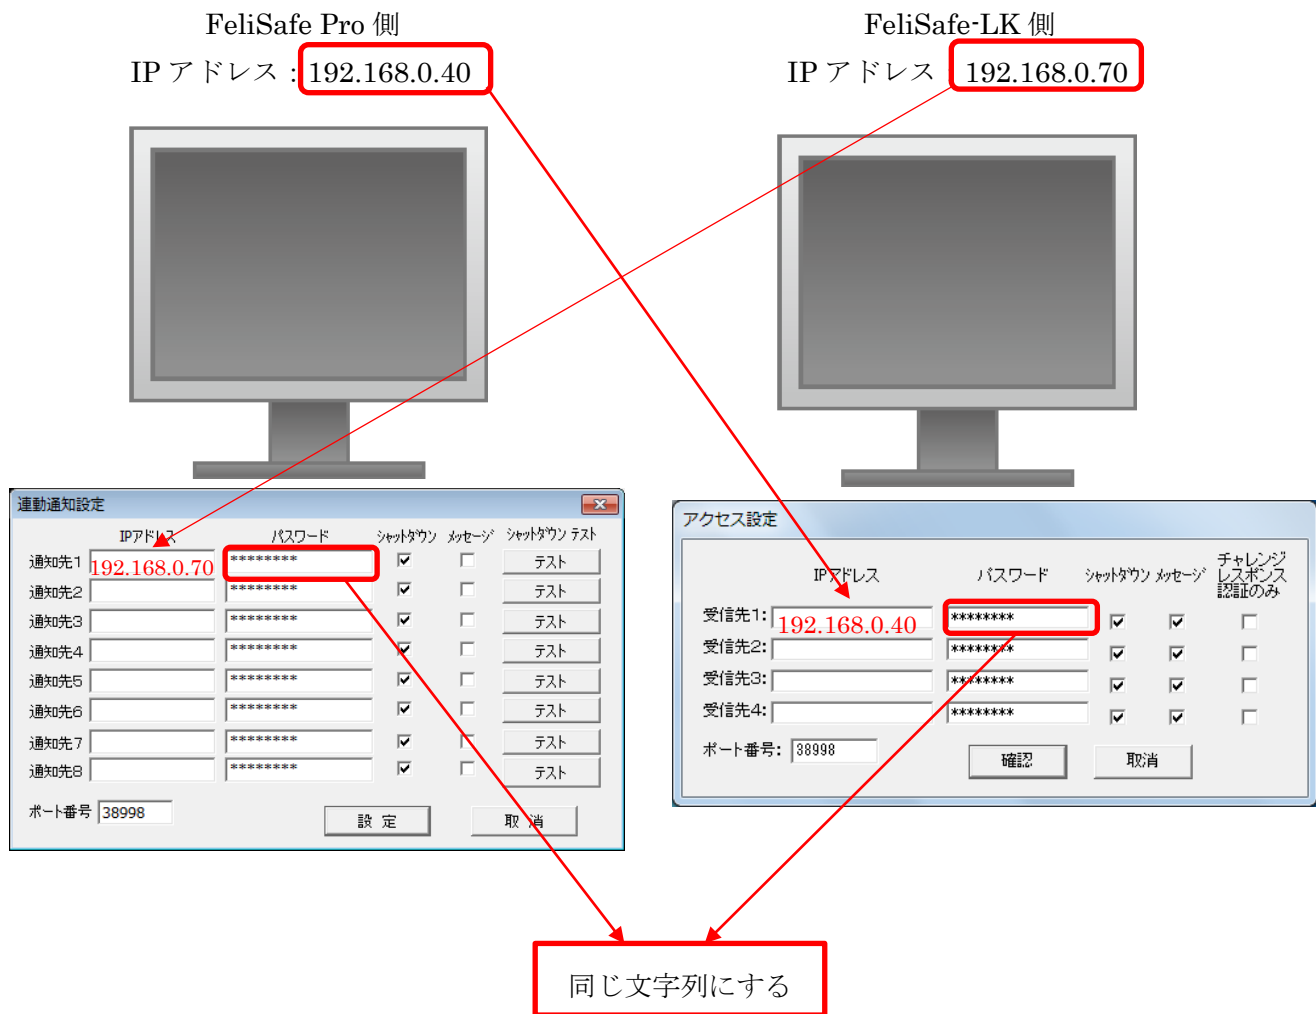 FeliSafe Pro 側
IP アドレス : 192.168.0.40
FeliSafe-LK 側
IP アドレス : 192.168.0.70
連動通知設定
IPアドレス パスワード シャットダウン メッセージ シャットダウン テスト
通知先1 192.168.0.70 ******** テスト
通知先2 ******** テスト
通知先3 ******** テスト
通知先4 ******** テスト
通知先5 ******** テスト
通知先6 ******** テスト
通知先7 ******** テスト
通知先8 ******** テスト
ポート番号 38998 設 定 取 消
アクセス設定
IPアドレス パスワード シャットダウン メッセージ チャレンジ
レスポンス
認証のみ
受信先1: 192.168.0.40 ********
受信先2: ********
受信先3: ********
受信先4: ********
ポート番号: 38998 確認 取消
同じ文字列にする